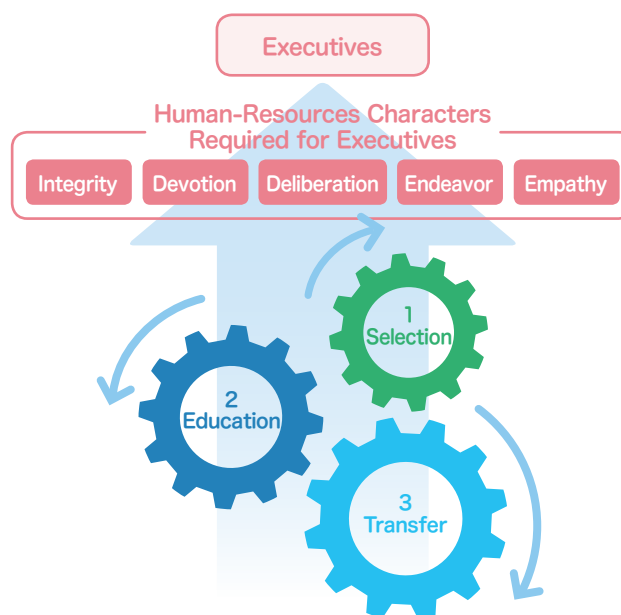 Executives
Human-Resources Characters
Required for Executives
Integrity
Devotion
Deliberation
Endeavor
Empathy
1
Selection
2
Education
3
Transfer